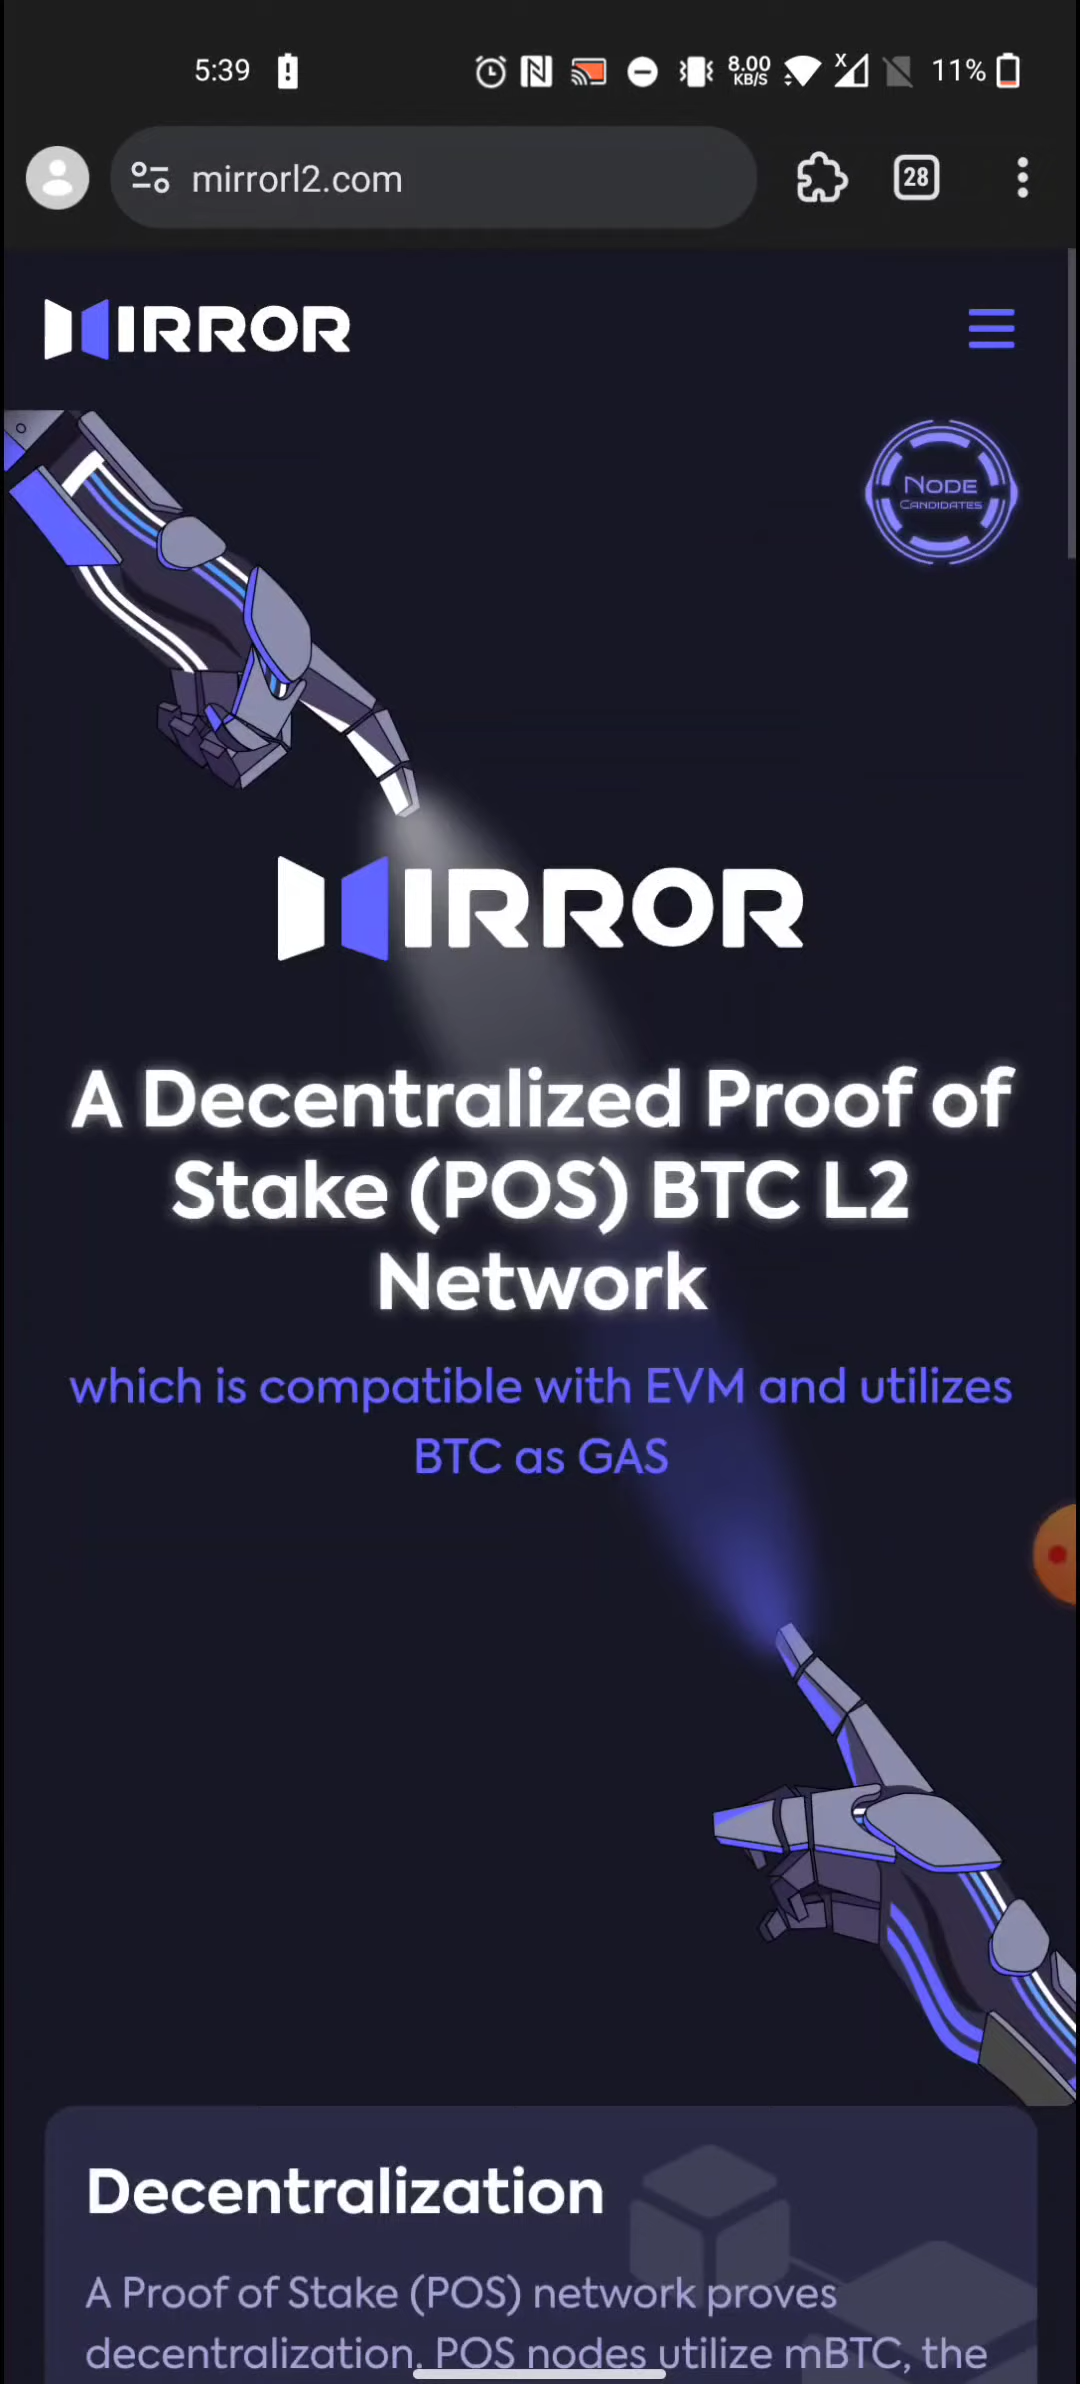 5:39
8.00
KB/S
X
11%
mirrorl2.com
28
MIRROR
NODE
CANDIDATES
MIRROR
A Decentralized Proof of
Stake (POS) BTC L2
Network
which is compatible with EVM and utilizes
BTC as GAS
Decentralization
A Proof of Stake (POS) network proves
decentralization. POS nodes utilize mBTC, the